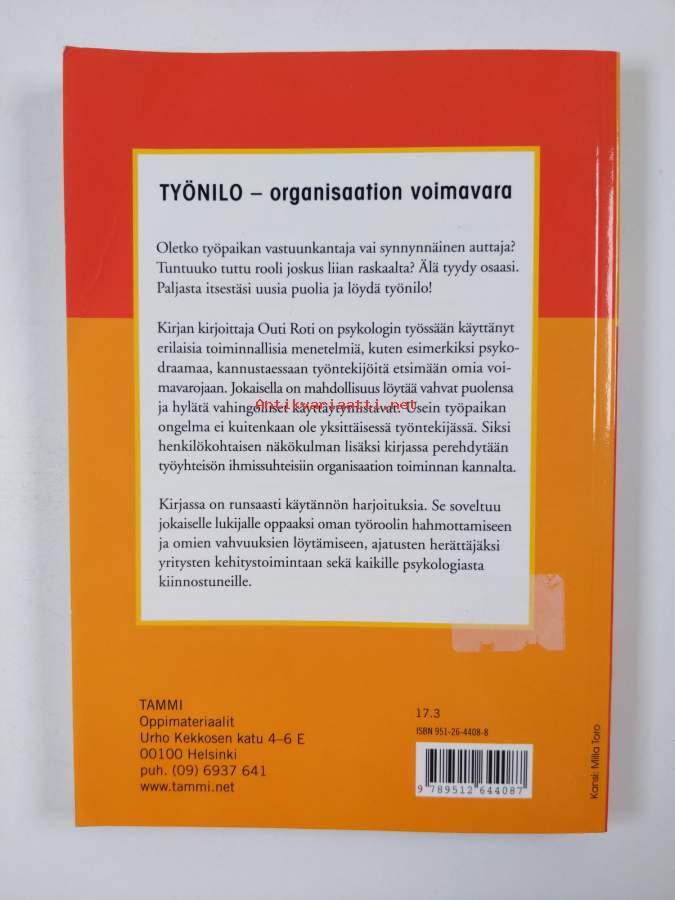 TYÖNILO – organisaation voimavara
Oletko työpaikan vastuunkantaja vai synnynnäinen auttaja?
Tuntuuko tuttu rooli joskus liian raskaalta? Älä tyydy osaasi.
Paljasta itsestäsi uusia puolia ja löydä työnilo!
Kirjan kirjoittaja Outi Roti on psykologin työssään käyttänyt
erilaisia toiminnallisia menetelmiä, kuten esimerkiksi psyko-
draamaa, kannustaessaan työntekijöitä etsimään omia voi-
mavarojaan. Jokaisella on mahdollisuus löytää vahvat puolensa
ja hylätä vahingolliset käyttäytymistavat. Usein työpaikan
Antikvariaatti.net
ongelma ei kuitenkaan ole yksittäisessä työntekijässä. Siksi
henkilökohtaisen näkökulman lisäksi kirjassa perehdytään
työyhteisön ihmissuhteisiin organisaation toiminnan kannalta.
Kirjassa on runsaasti käytännön harjoituksia. Se soveltuu
jokaiselle lukijalle oppaaksi oman työroolin hahmottamiseen
ja omien vahvuuksien löytämiseen, ajatusten herättäjäksi
yritysten kehitystoimintaan sekä kaikille psykologiasta
kiinnostuneille.
TAMMI
Oppimateriaalit
Urho Kekkosen katu 4–6 E
00100 Helsinki
puh. (09) 6937 641
www.tammi.net
17.3
ISBN 951-26-4408-8
9 789512 644087
Kansi: Milla Toro